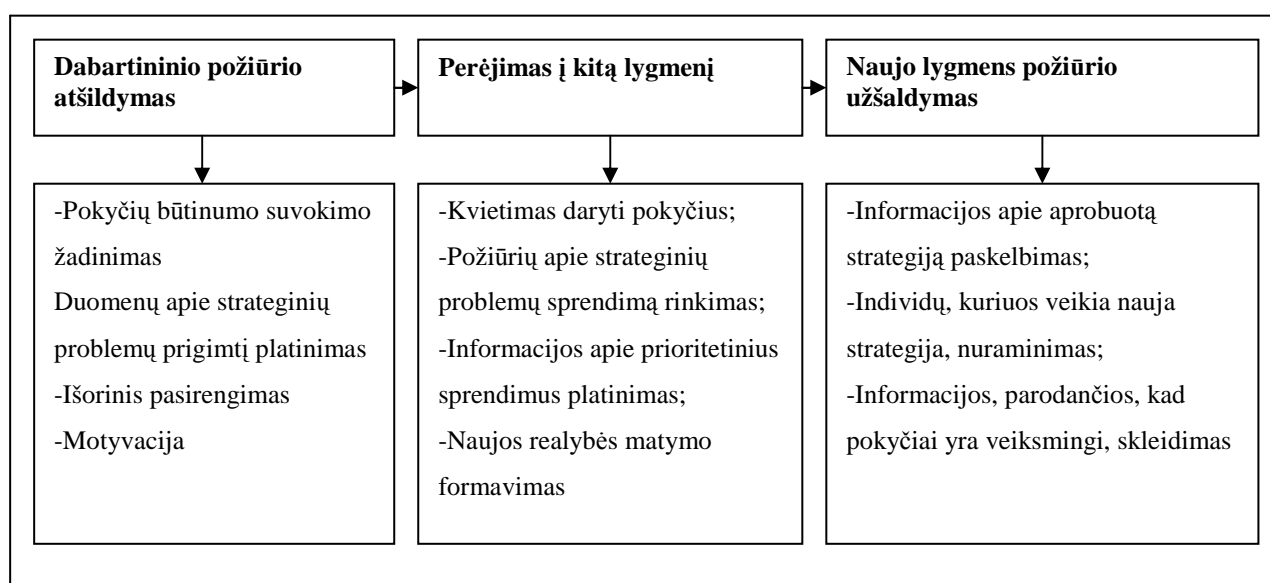 Dabartininio požiūrio
atšildymas
Perėjimas į kitą lygmenį
Naujo lygmens požiūrio
užšaldymas
-Pokyčių būtinumo suvokimo
žadinimas
Duomenų apie strateginių
problemų prigimtį platinimas
-Išorinis pasirengimas
-Motyvacija
-Kvietimas daryti pokyčius;
-Požiūrių apie strateginių
problemų sprendimą rinkimas;
-Informacijos apie prioritetinius
sprendimus platinimas;
-Naujos realybės matymo
formavimas
-Informacijos apie aprobuotą
strategiją paskelbimas;
-Individų, kuriuos veikia nauja
strategija, nuraminimas;
-Informacijos, parodančios, kad
pokyčiai yra veiksmingi, skleidimas